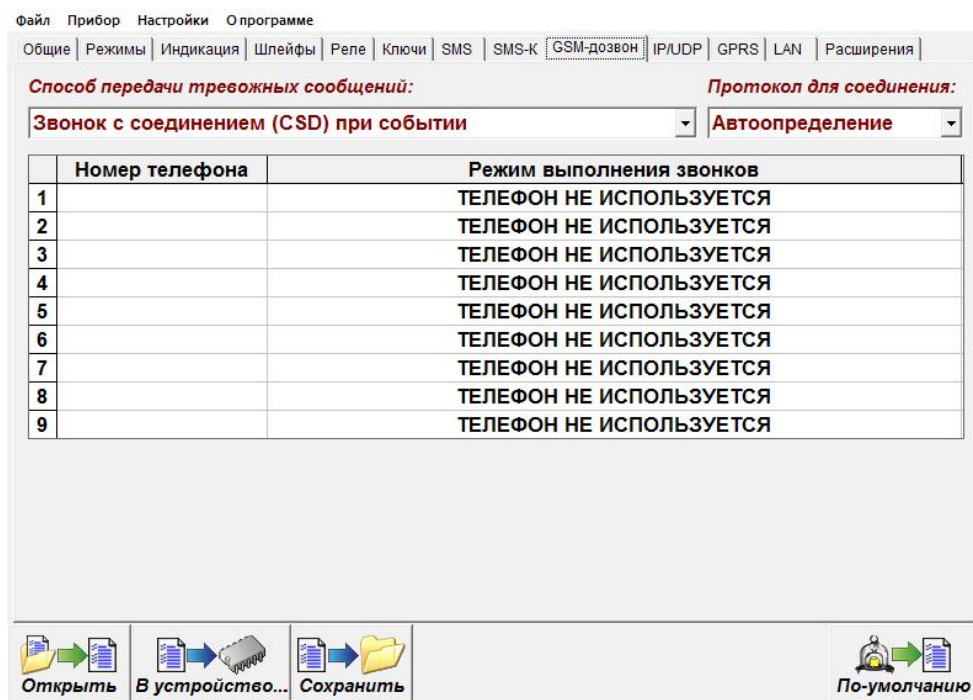 Файл Прибор Настройки О программе
Общие Режимы Индикация Шлейфы Реле Ключи SMS SMS-K GSM-дозвон IP/UDP GPRS LAN Расширения
Способ передачи тревожных сообщений: Протокол для соединения:
Звонок с соединением (CSD) при событии Автоопределение
Номер телефона Режим выполнения звонков
1 ТЕЛЕФОН НЕ ИСПОЛЬЗУЕТСЯ
2 ТЕЛЕФОН НЕ ИСПОЛЬЗУЕТСЯ
3 ТЕЛЕФОН НЕ ИСПОЛЬЗУЕТСЯ
4 ТЕЛЕФОН НЕ ИСПОЛЬЗУЕТСЯ
5 ТЕЛЕФОН НЕ ИСПОЛЬЗУЕТСЯ
6 ТЕЛЕФОН НЕ ИСПОЛЬЗУЕТСЯ
7 ТЕЛЕФОН НЕ ИСПОЛЬЗУЕТСЯ
8 ТЕЛЕФОН НЕ ИСПОЛЬЗУЕТСЯ
9 ТЕЛЕФОН НЕ ИСПОЛЬЗУЕТСЯ
Открыть В устройство... Сохранить По-умолчанию